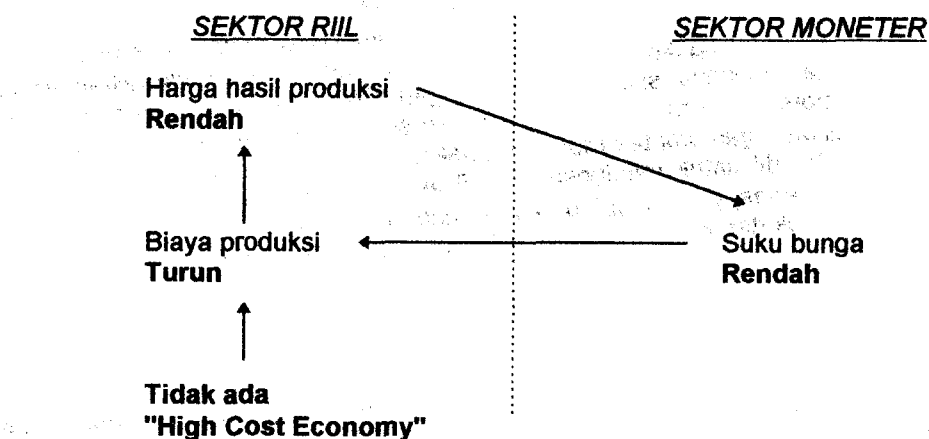 SEKTOR RIIL
SEKTOR MONETER
Harga hasil produksi
Rendah
Biaya produksi
Turun
Suku bunga
Rendah
Tidak ada
"High Cost Economy"